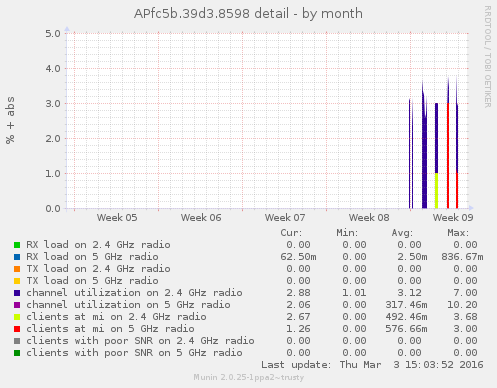 APfc5b.39d3.8598 detail - by month
RRDTOOL / TOBI OETIKER
% + abs
5.0
4.0
3.0
2.0
1.0
0.0
Week 05 Week 06 Week 07 Week 08 Week 09
Cur: Min: Avg: Max:
RX load on 2.4 GHz radio 0.00 0.00 0.00 0.00
RX load on 5 GHz radio 62.50m 0.00 2.50m 836.67m
TX load on 2.4 GHz radio 0.00 0.00 0.00 0.00
TX load on 5 GHz radio 0.00 0.00 0.00 0.00
channel utilization on 2.4 GHz radio 2.88 1.01 3.12 7.00
channel utilization on 5 GHz radio 2.06 0.00 317.46m 10.20
clients at mi on 2.4 GHz radio 2.67 0.00 492.46m 3.68
clients at mi on 5 GHz radio 1.26 0.00 576.66m 3.00
clients with poor SNR on 2.4 GHz radio 0.00 0.00 0.00 0.00
clients with poor SNR on 5 GHz radio 0.00 0.00 0.00 0.00
Last update: Thu Mar 3 15:03:52 2016
Munin 2.0.25-1ppa2~trusty